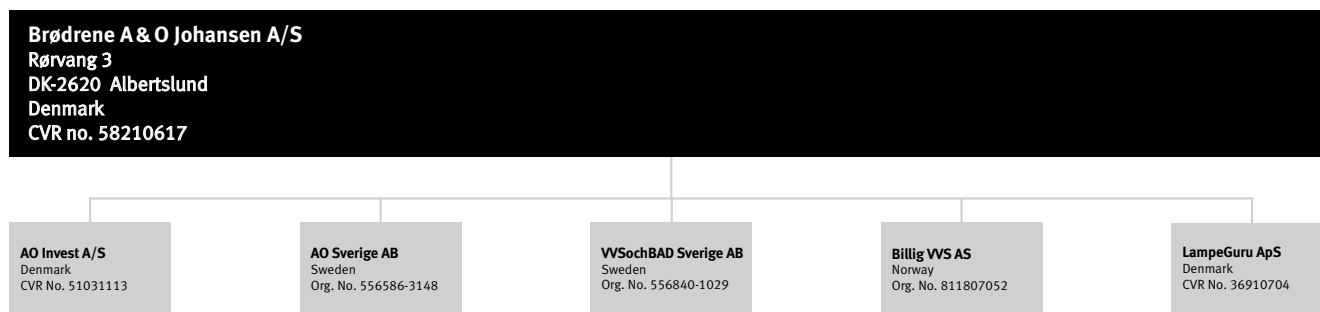 Brødrene A & O Johansen A/S
Rørvang 3
DK-2620 Albertslund
Denmark
CVR no. 58210617
AO Invest A/S
Denmark
CVR No. 51031113
AO Sverige AB
Sweden
Org. No. 556586-3148
VVSochBAD Sverige AB
Sweden
Org. No. 556840-1029
Billig VVS AS
Norway
Org. No. 811807052
LampeGuru ApS
Denmark
CVR No. 36910704